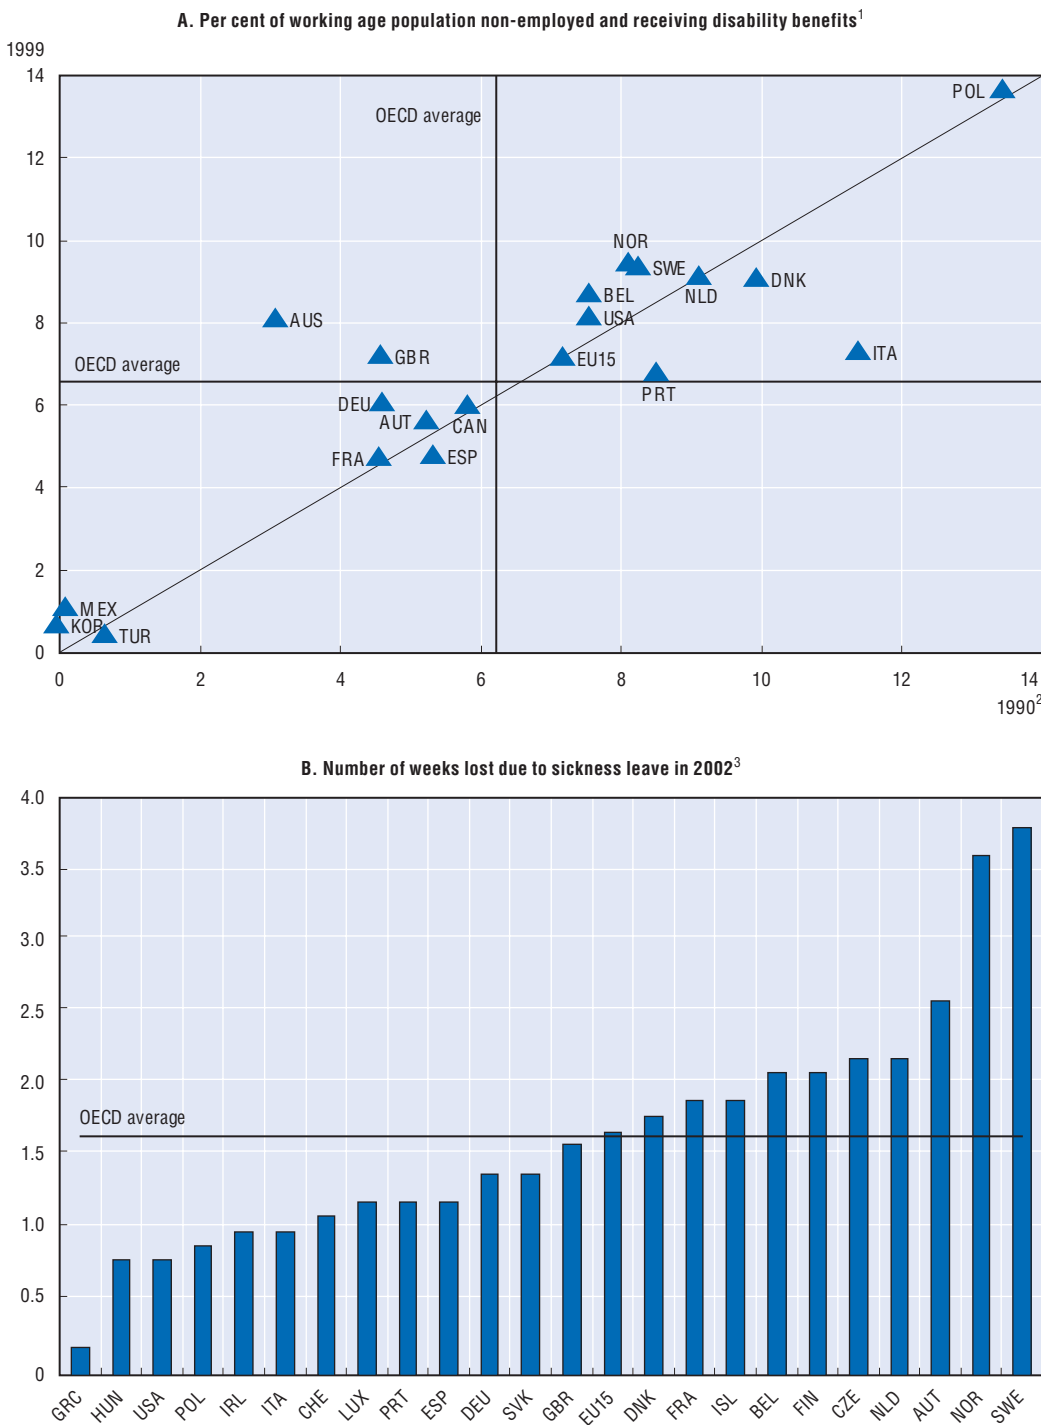 A. Per cent of working age population non-employed and receiving disability benefits1
1999
14
OECD average
POL
12
10
NOR
SWE
NLD
DNK
BEL
USA
8
AUS
GBR
EU15
ITA
OECD average
PRT
6
DEU
AUT
CAN
FRA
ESP
4
2
MEX
KOR
TUR
0
0 2 4 6 8 10 12 14
19902
B. Number of weeks lost due to sickness leave in 20023
4.0
3.5
3.0
2.5
2.0
OECD average
1.5
1.0
0.5
0
GRC HUN USA POL IRL ITA CHE LUX PRT ESP DEU SVK GBR EU15 DNK FRA ISL BEL FIN CZE NLD AUT NOR SWE